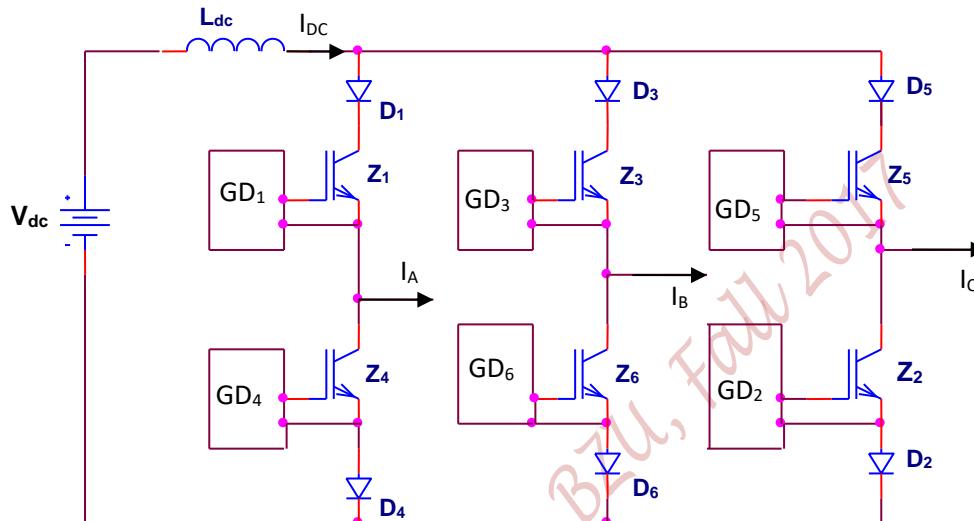 Ldc
IDC
D1
D3
D5
GD1
Z1
GD3
Z3
GD5
Z5
Vdc
+
-
IA
IB
IC
GD4
Z4
GD6
Z6
GD2
Z2
D4
D6
D2
BZU, Fall 2017